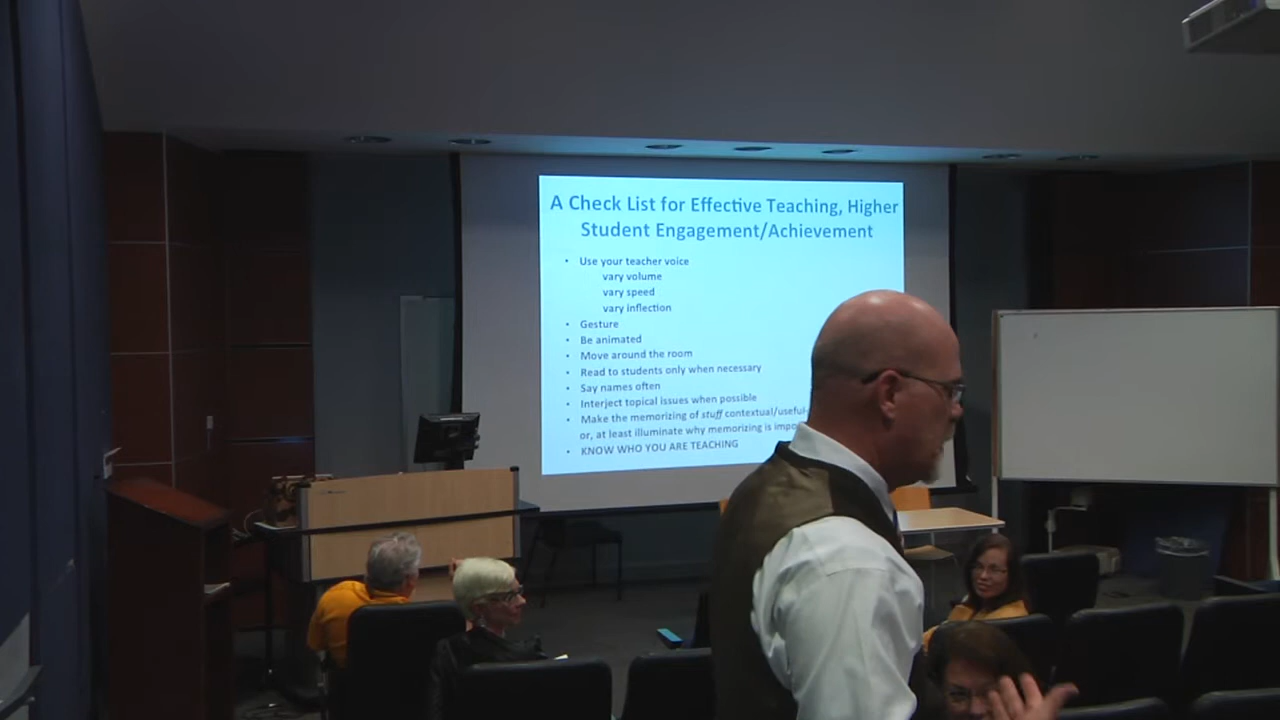 A Check List for Effective Teaching, Higher
Student Engagement/Achievement
• Use your teacher voice
vary volume
vary speed
vary inflection
• Gesture
• Be animated
• Move around the room
• Read to students only when necessary
• Say names often
• Interject topical issues when possible
• Make the memorizing of stuff contextual/useful-
or, at least illuminate why memorizing is
• KNOW WHO YOU ARE TEACHING